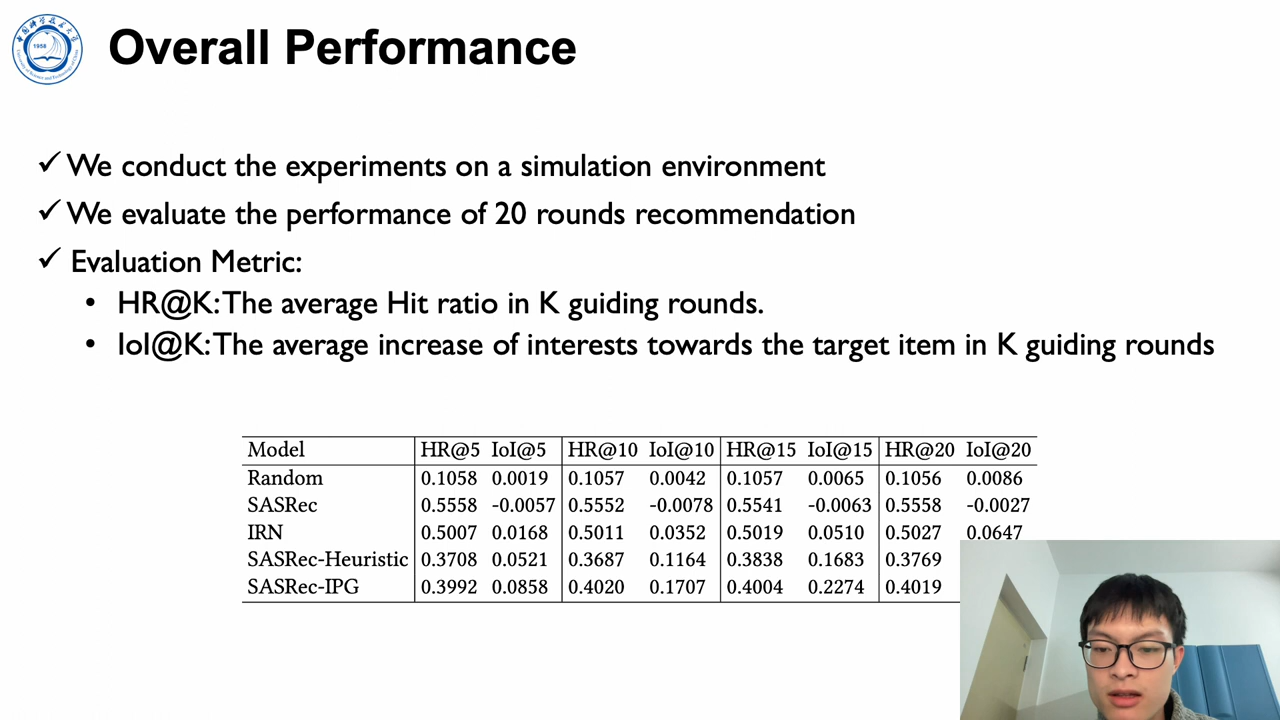 Overall Performance
✓ We conduct the experiments on a simulation environment
✓ We evaluate the performance of 20 rounds recommendation
✓ Evaluation Metric:
• HR@K: The average Hit ratio in K guiding rounds.
• IoI@K: The average increase of interests towards the target item in K guiding rounds
Model HR@5 IoI@5 HR@10 IoI@10 HR@15 IoI@15 HR@20 IoI@20
Random 0.1058 0.0019 0.1057 0.0042 0.1057 0.0065 0.1056 0.0086
SASRec 0.5558 -0.0057 0.5552 -0.0078 0.5541 -0.0063 0.5558 -0.0027
IRN 0.5007 0.0168 0.5011 0.0352 0.5019 0.0510 0.5027 0.0647
SASRec-Heuristic 0.3708 0.0521 0.3687 0.1164 0.3838 0.1683 0.3769
SASRec-IPG 0.3992 0.0858 0.4020 0.1707 0.4004 0.2274 0.4019